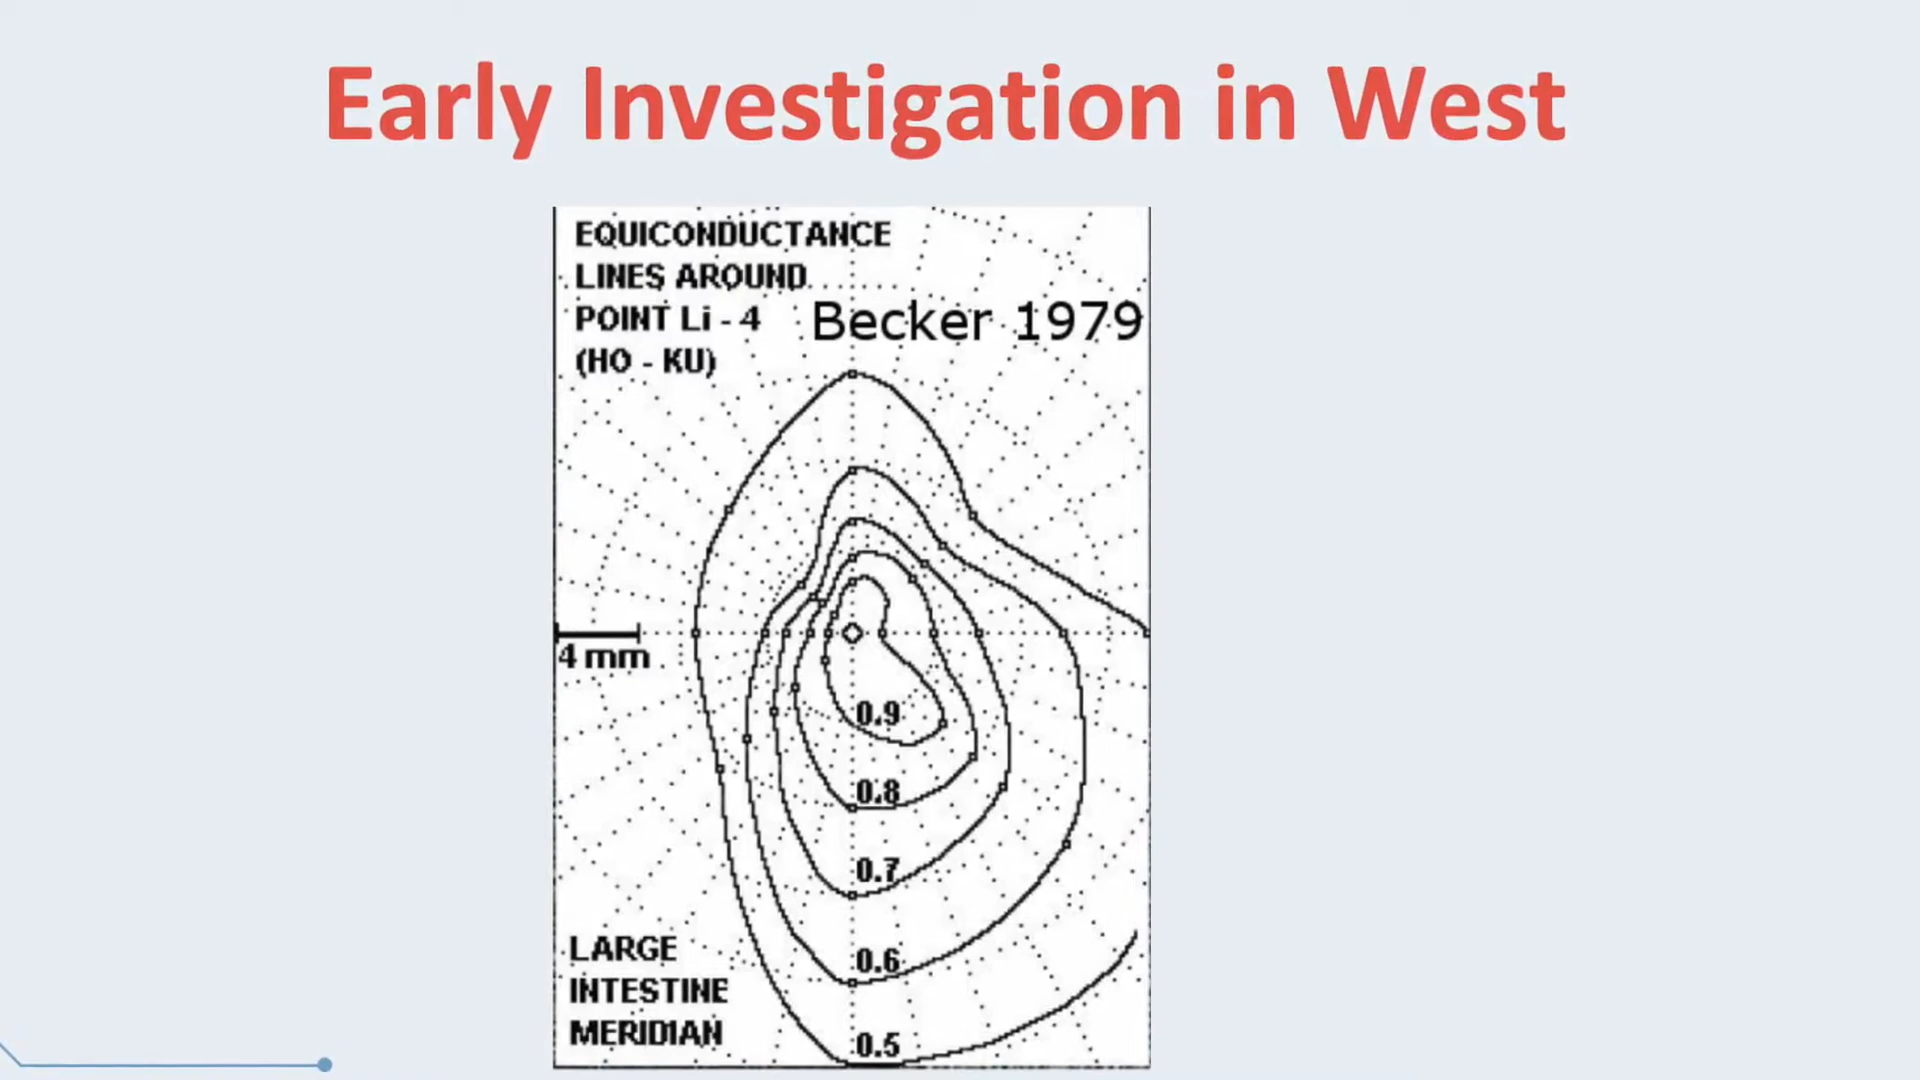 Early Investigation in West
EQUICONDUCTANCE
LINES AROUND
POINT Li - 4
(HO - KU)
Becker 1979
4 mm
0.9
0.8
0.7
0.6
0.5
LARGE
INTESTINE
MERIDIAN